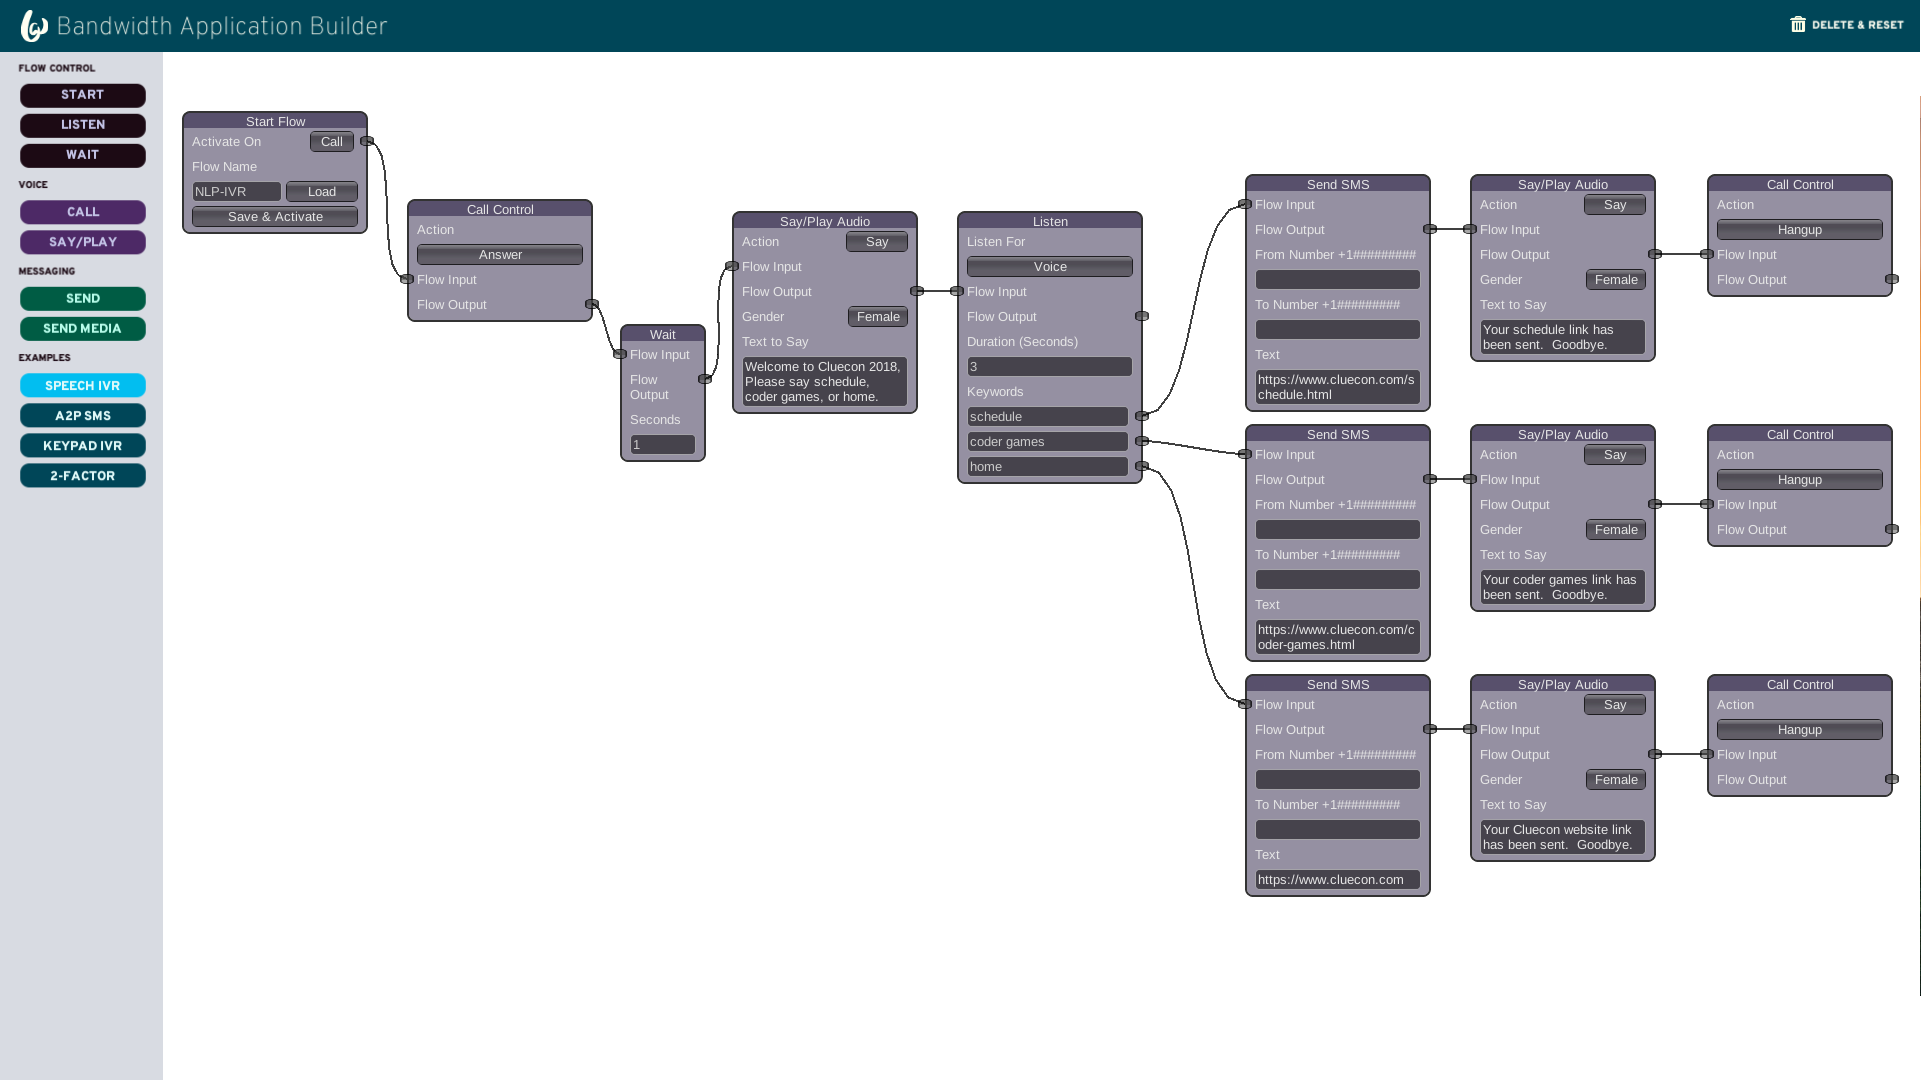 Bandwidth Application Builder
DELETE & RESET
FLOW CONTROL
START
LISTEN
WAIT
VOICE
CALL
SAY/PLAY
MESSAGING
SEND
SEND MEDIA
EXAMPLES
SPEECH IVR
A2P SMS
KEYPAD IVR
2-FACTOR
Start Flow
Activate On Call
Flow Name
NLP-IVR Load
Save & Activate
Call Control
Action
Answer
Flow Input
Flow Output
Wait
Flow Input
Flow
Output
Seconds
1
Say/Play Audio
Action Say
Flow Input
Flow Output
Gender Female
Text to Say
Welcome to Cluecon 2018,
Please say schedule,
coder games, or home.
Listen
Listen For
Voice
Flow Input
Flow Output
Duration (Seconds)
3
Keywords
schedule
coder games
home
Send SMS
Flow Input
Flow Output
From Number +1#########
To Number +1#########
Text
https://www.cluecon.com/s
chedule.html
Say/Play Audio
Action Say
Flow Input
Flow Output
Gender Female
Text to Say
Your schedule link has
been sent.  Goodbye.
Call Control
Action
Hangup
Flow Input
Flow Output
Send SMS
Flow Input
Flow Output
From Number +1#########
To Number +1#########
Text
https://www.cluecon.com/c
oder-games.html
Say/Play Audio
Action Say
Flow Input
Flow Output
Gender Female
Text to Say
Your coder games link has
been sent.  Goodbye.
Call Control
Action
Hangup
Flow Input
Flow Output
Send SMS
Flow Input
Flow Output
From Number +1#########
To Number +1#########
Text
https://www.cluecon.com
Say/Play Audio
Action Say
Flow Input
Flow Output
Gender Female
Text to Say
Your Cluecon website link
has been sent.  Goodbye.
Call Control
Action
Hangup
Flow Input
Flow Output